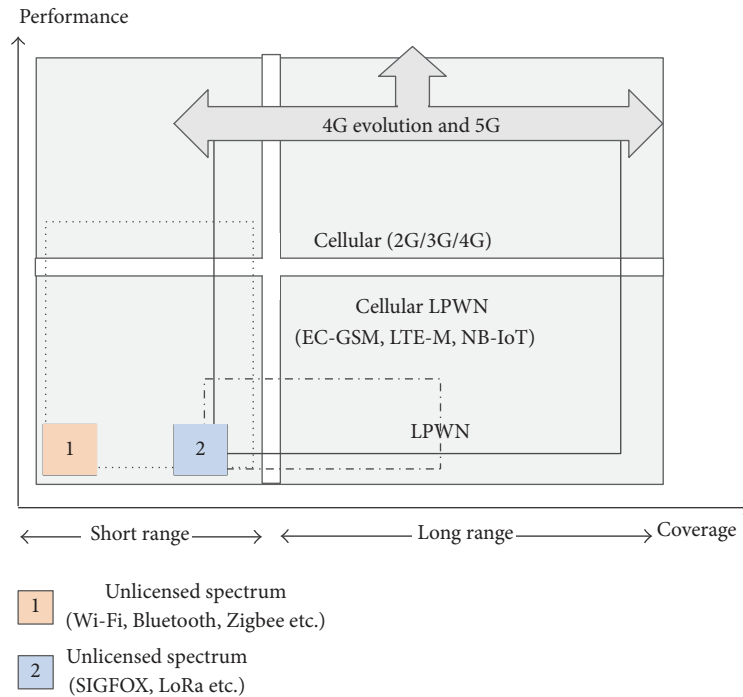 Performance
4G evolution and 5G
Cellular (2G/3G/4G)
Cellular LPWN
(EC-GSM, LTE-M, NB-IoT)
LPWN
1
2
Short range
Long range
Coverage
1
Unlicensed spectrum
(Wi-Fi, Bluetooth, Zigbee etc.)
2
Unlicensed spectrum
(SIGFOX, LoRa etc.)